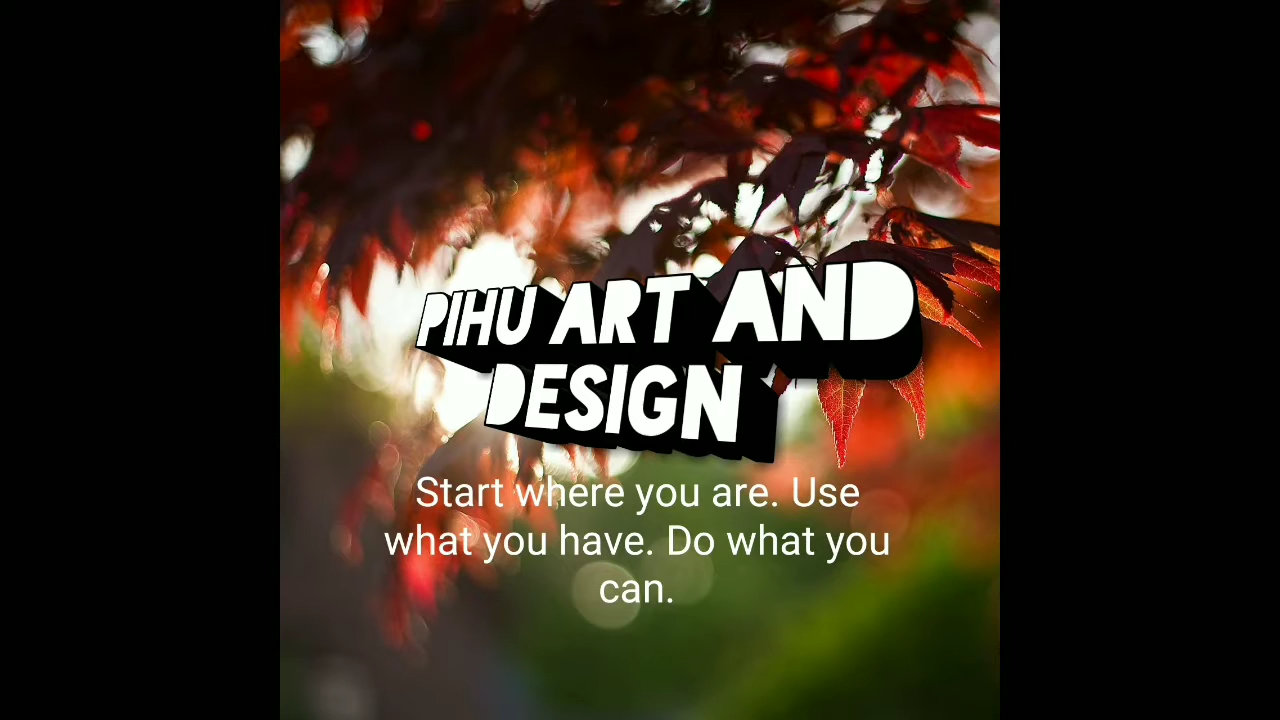 PIHU ART AND
DESIGN
Start where you are. Use
what you have. Do what you
can.